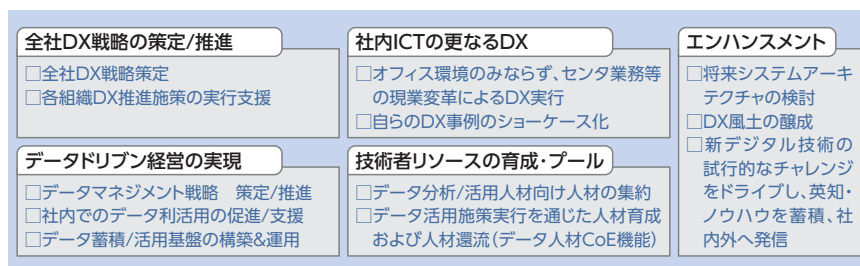 全社DX戦略の策定/推進
□全社DX戦略策定
□各組織DX推進施策の実行支援
社内ICTの更なるDX
□オフィス環境のみならず、センタ業務等
の現業変革によるDX実行
□自らのDX事例のショーケース化
データドリブン経営の実現
□データマネジメント戦略　策定/推進
□社内でのデータ利活用の促進/支援
□データ蓄積/活用基盤の構築&運用
技術者リソースの育成・プール
□データ分析/活用人材向け人材の集約
□データ活用施策実行を通じた人材育成
および人材還流(データ人材CoE機能)
エンハンスメント
□将来システムアーキ
テクチャの検討
□DX風土の醸成
□新デジタル技術の
試行的なチャレンジ
をドライブし、英知・
ノウハウを蓄積、社
内外へ発信